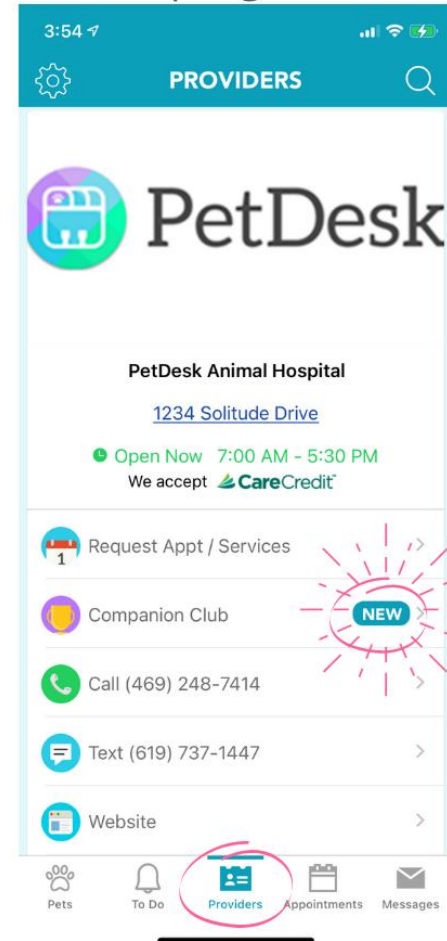 3:54
PROVIDERS
PetDesk
PetDesk Animal Hospital
1234 Solitude Drive
Open Now 7:00 AM - 5:30 PM
We accept CareCredit
1
Request Appt / Services
Companion Club
NEW
Call (469) 248-7414
Text (619) 737-1447
Website
Pets To Do Providers Appointments Messages